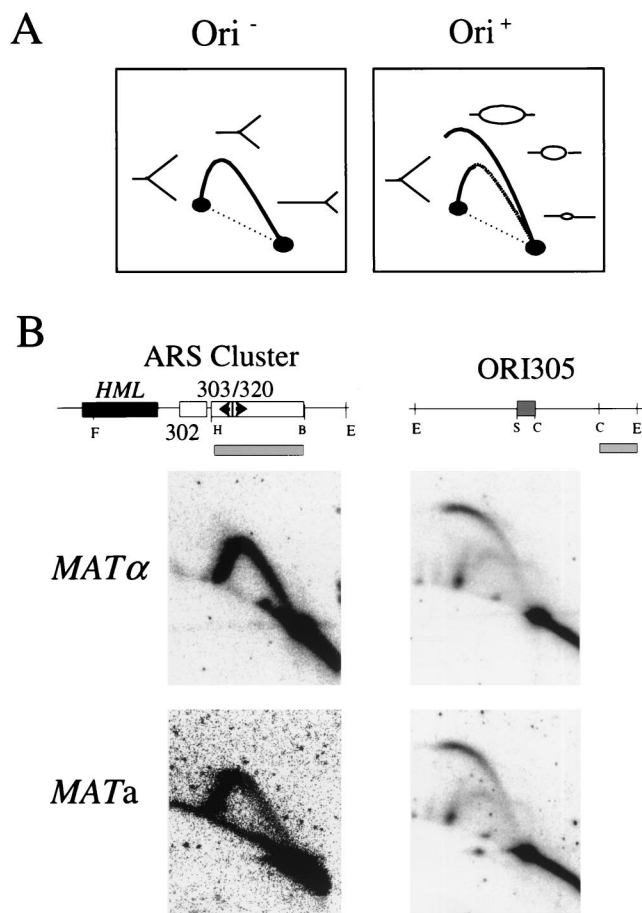 A
Ori - Ori +
B
ARS Cluster
ORI305
HML 303/320
F 302 H B E E S C C E
MATα
MATa